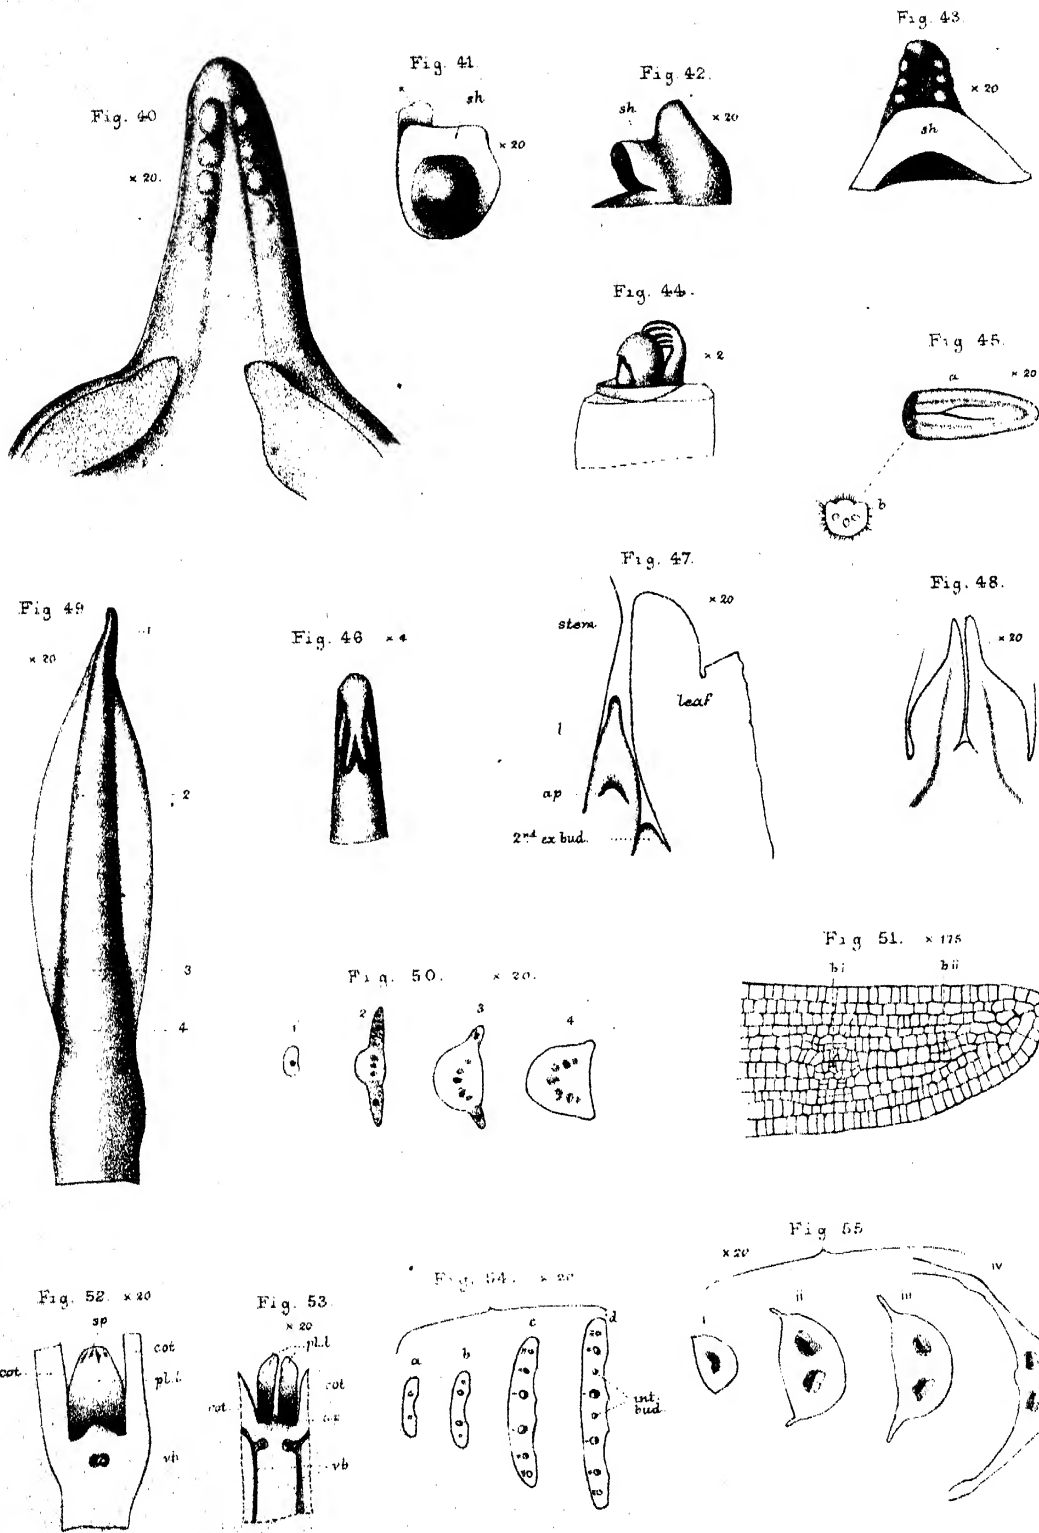 Fig. 40
× 20.
Fig. 41.
×
sh
× 20
Fig. 42.
sh
× 20
Fig. 43.
× 20
sh
Fig. 44.
× 2
Fig 45.
a
× 20
b
Fig 49
× 20
1
2
3
4
Fig. 46 × 4
Fig. 47.
× 20
stem
leaf
l
ap
2nd ex bud.
Fig. 48.
× 20
Fig. 50. × 20.
1
2
3
4
Fig 51. × 175
b i
b ii
Fig. 52. × 20
sp
cot
cot
pl.l
vb
Fig. 53.
× 20
pl.l
cot
cot
vb
Fig. 54. × 20
a
b
c
d
int.
bud.
Fig 55
× 20
i
ii
iii
iv